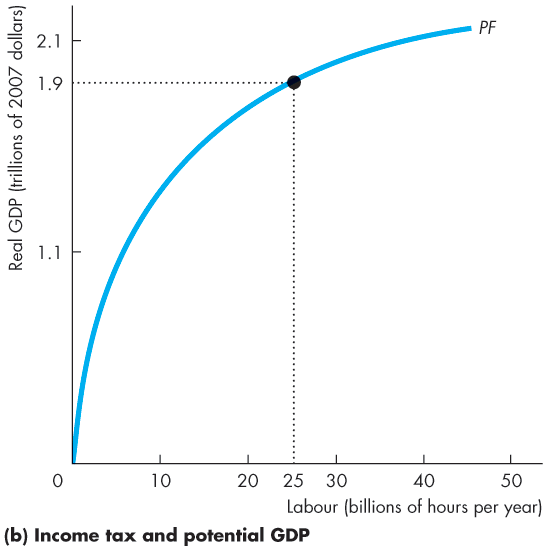 Real GDP (trillions of 2007 dollars)
2.1
1.9
1.1
PF
0 10 20 25 30 40 50
Labour (billions of hours per year)
(b) Income tax and potential GDP